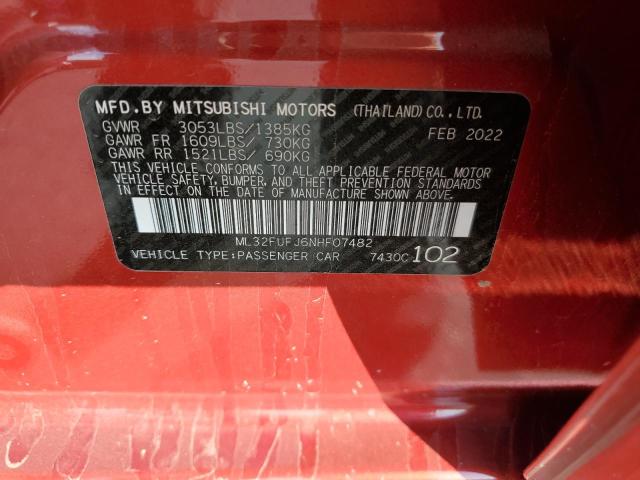 MFD. BY MITSUBISHI MOTORS (THAILAND) CO., LTD.
GVWR 3053LBS/1385KG FEB 2022
GAWR FR 1609LBS/ 730KG
GAWR RR 1521LBS/ 690KG
THIS VEHICLE CONFORMS TO ALL APPLICABLE FEDERAL MOTOR
VEHICLE SAFETY, BUMPER, AND THEFT PREVENTION STANDARDS
IN EFFECT ON THE DATE OF MANUFACTURE SHOWN ABOVE.
ML32FUFJ6NHF07482
VEHICLE TYPE:PASSENGER CAR 7430C102